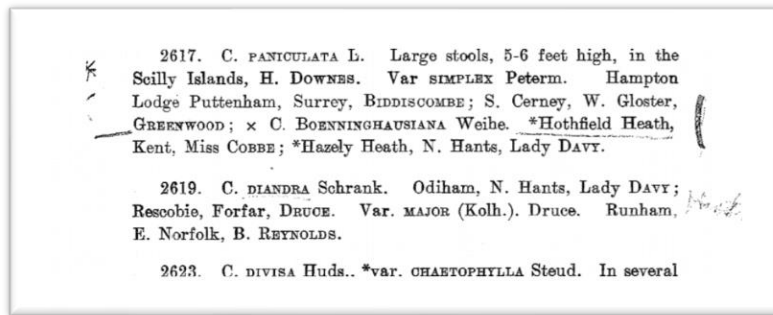 2617. C. PANICULATA L. Large stools, 5-6 feet high, in the
Scilly Islands, H. DOWNES. Var SIMPLEX Peterm. Hampton
Lodge Puttenham, Surrey, BIDDISCOMBE; S. Cerney, W. Gloster,
GREENWOOD; × C. BOENNINGHAUSIANA Weihe. *Hothfield Heath,
Kent, Miss COBBE; *Hazely Heath, N. Hants, Lady DAVY.
2619. C. DIANDRA Schrank. Odiham, N. Hants, Lady DAVY;
Rescobie, Forfar, DRUCE. Var. MAJOR (Kolh.). Druce. Runham,
E. Norfolk, B. REYNOLDS.
2623. C. DIVISA Huds.. *var. CHAETOPHYLLA Steud. In several